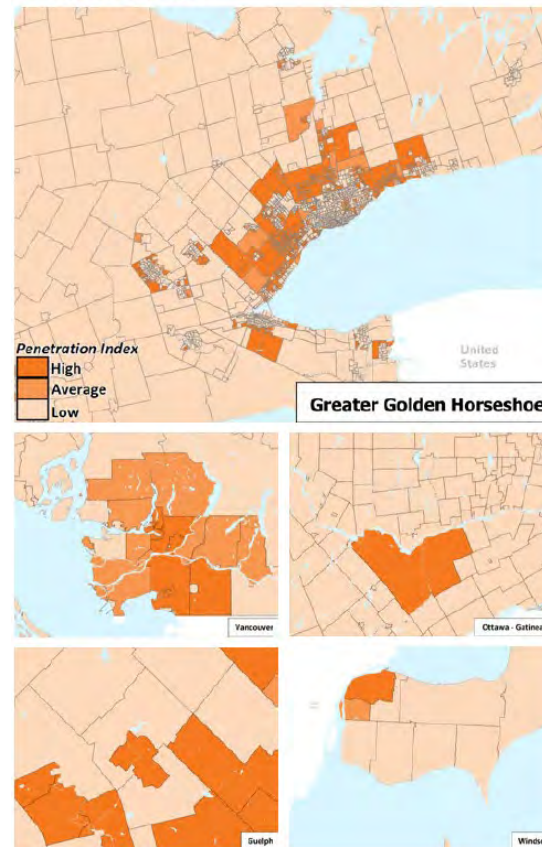 Penetration Index
High
Average
Low
United
States
Greater Golden Horseshoe
Vancouver
Ottawa - Gatinea
Guelph
Windso